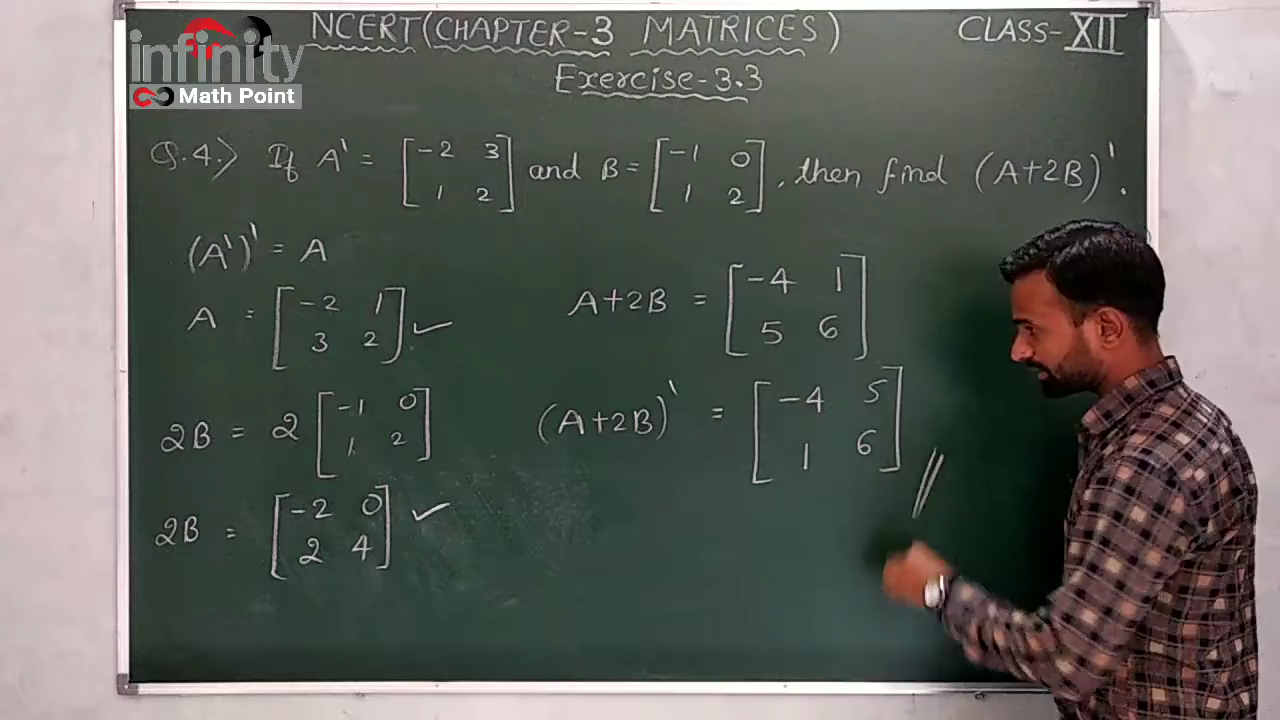 infinity
Math Point
NCERT (CHAPTER-3 MATRICES)
CLASS-XII
Exercise-3.3
Q.4.> If A' = [-2 3 and B = [-1 0 , then find (A+2B)'.
1 2] 1 2]
(A')' = A
A = [-2 1
3 2] ✓
2B = 2 [-1 0
1 2]
2B = [-2 0
2 4] ✓
A+2B = [-4 1
5 6]
(A+2B)' = [-4 5
1 6] //